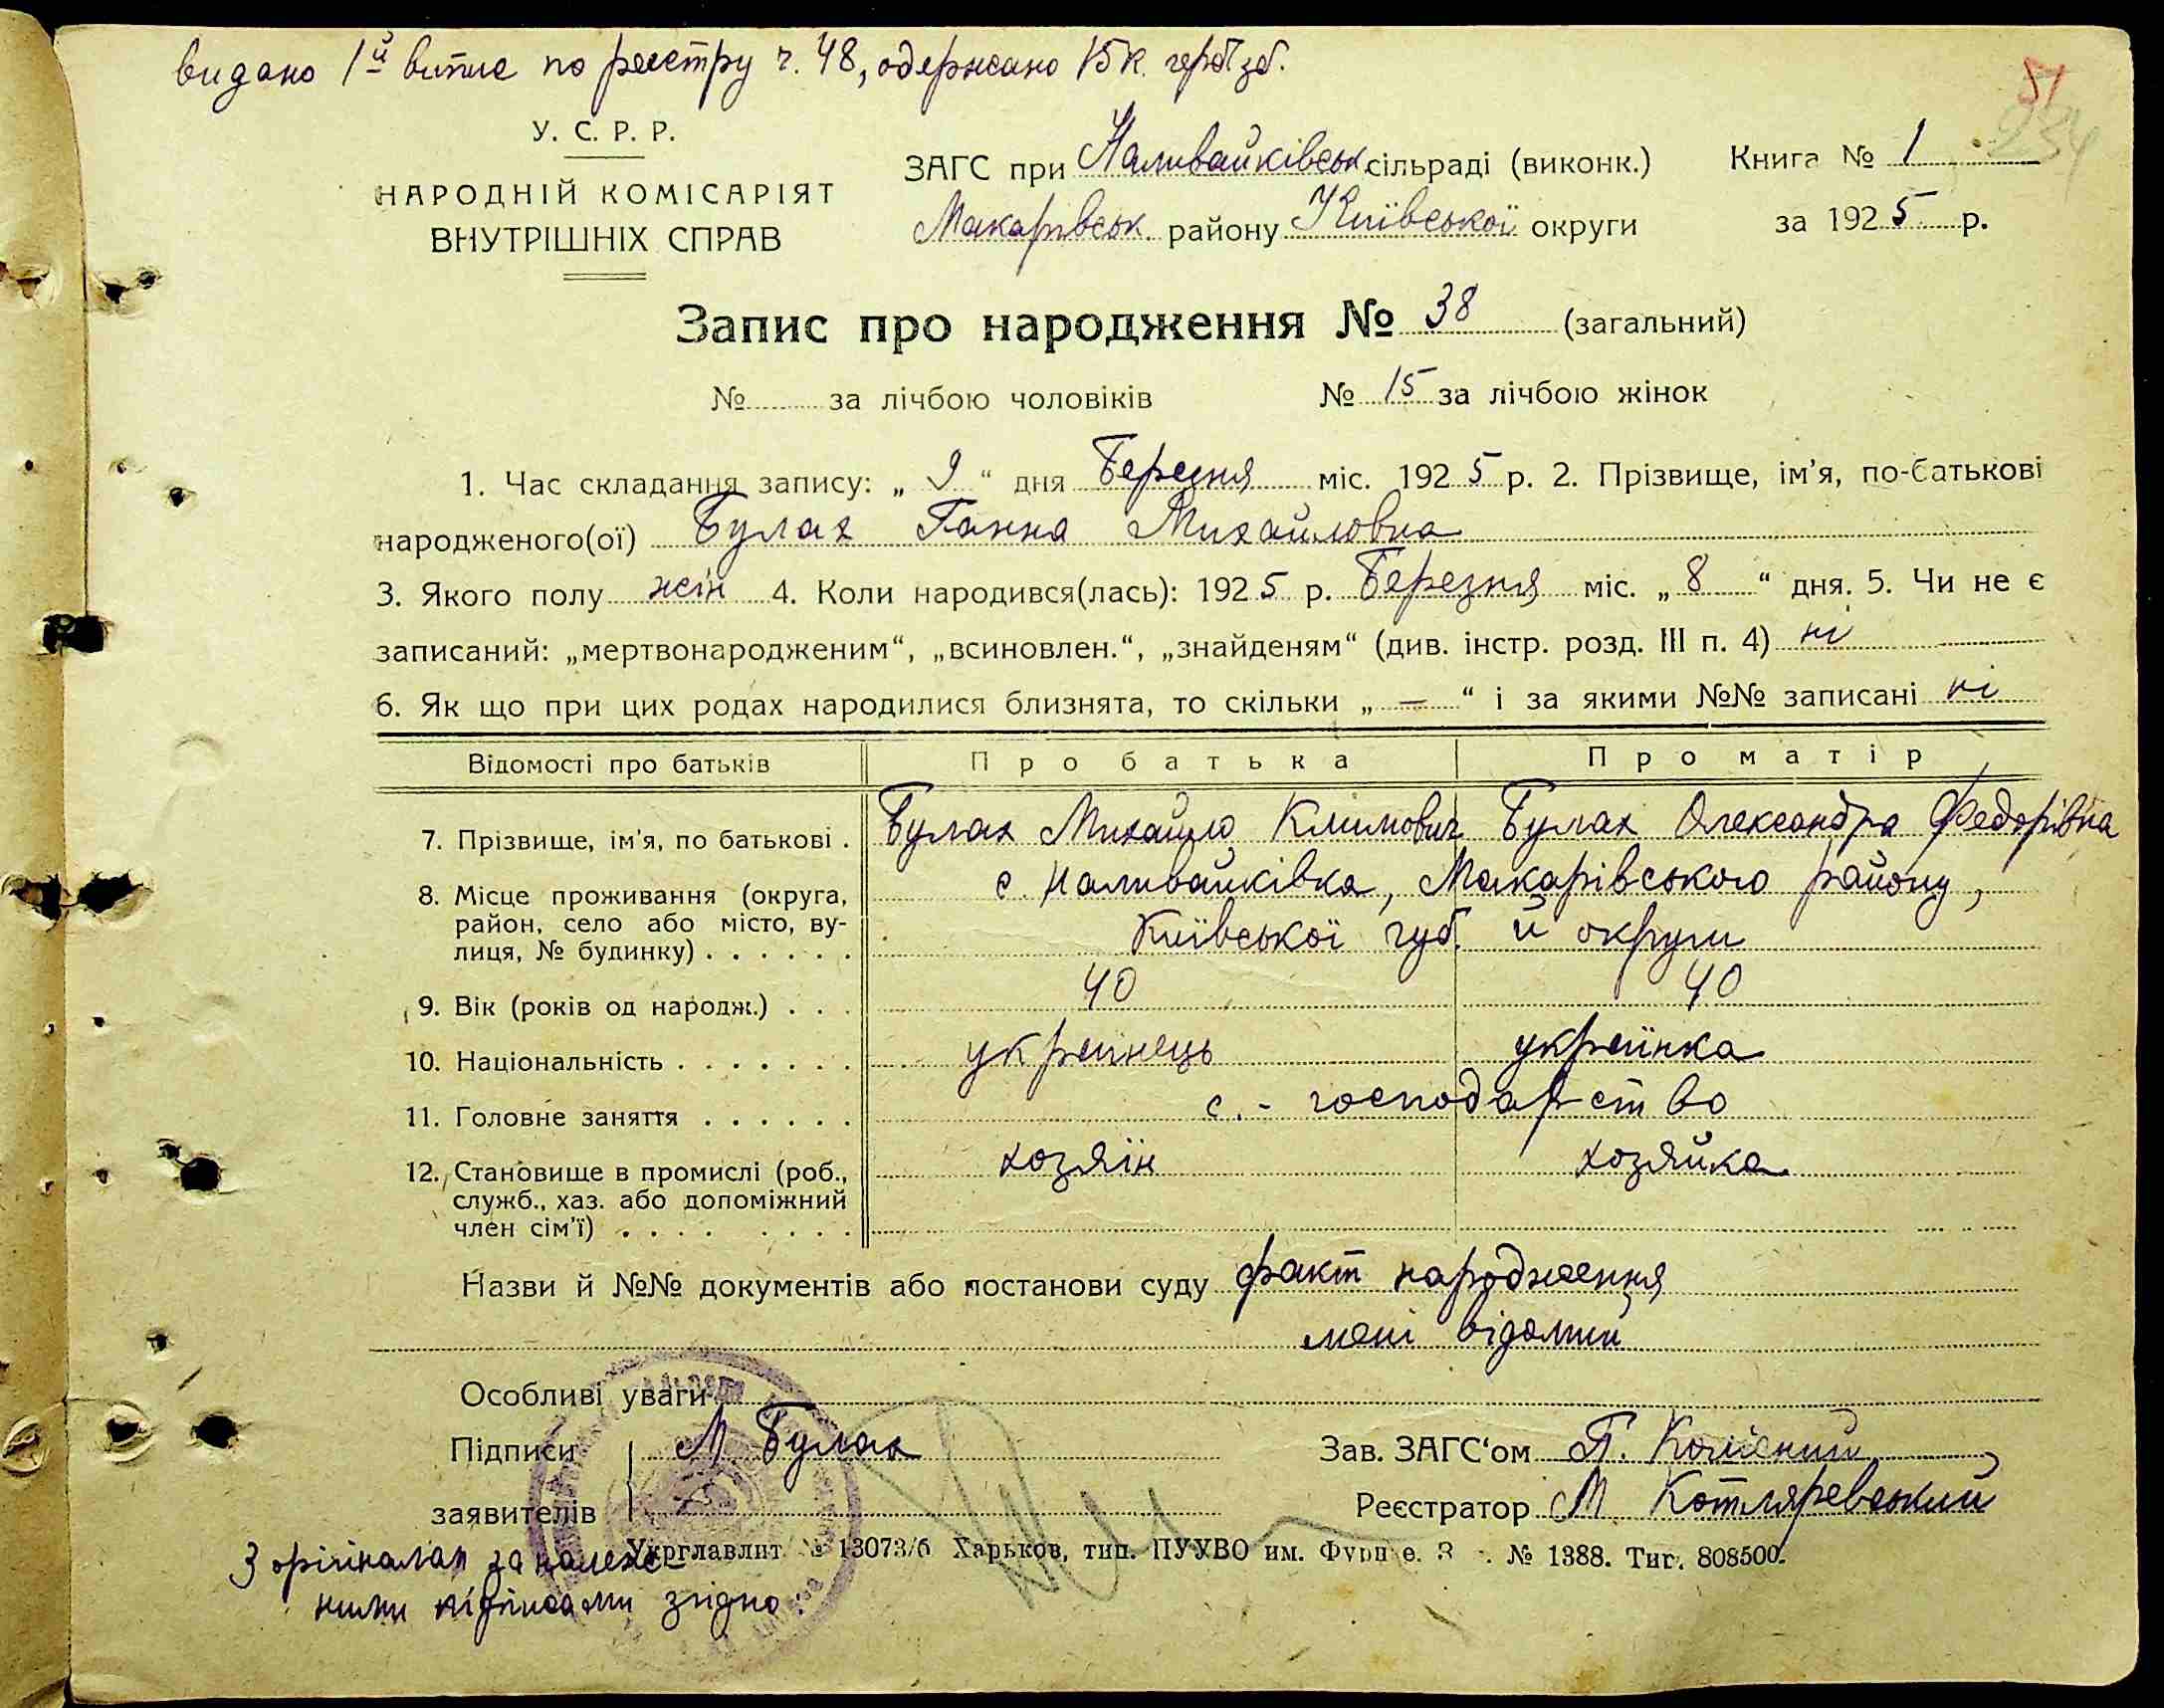 видано 1й витяг по реєстру ч. 48, одержано 15 к. герб зб.
51
234
У. С. Р. Р.
НАРОДНІЙ КОМІСАРІЯТ
ВНУТРІШНІХ СПРАВ
ЗАГС при Наливайківськ. сільраді (виконк.)
Макарівськ. району Київської округи
Книга № 1
за 1925 р.
Запис про народження № 38 (загальний)
№ за лічбою чоловіків № 15 за лічбою жінок
1. Час складання запису: „ 9 “ дня Березня міс. 1925 р. 2. Прізвище, ім'я, по-батькові
народженого(ої) Булах Ганна Михайловна
3. Якого полу жін 4. Коли народився(лась): 1925 р. Березня міс. „ 8 “ дня. 5. Чи не є
записаний: „мертвонародженим“, „всиновлен.“, „знайденям“ (див. інстр. розд. III п. 4) ні
6. Як що при цих родах народилися близнята, то скільки „ — “ і за якими №№ записані ні
Відомості про батьків Про батька Про матір
7. Прізвище, ім'я, по батькові . Булах Михайло Климович Булах Олександра Федорівна
8. Місце проживання (округа, район, село або місто, вулиця, № будинку) . . . . . . с. Наливайківка, Макарівського району,
Київської губ. й округи
9. Вік (років од народж.) . . . 40 40
10. Національність . . . . . . . українець українка
11. Головне заняття . . . . . . с.-господарство
12. Становище в промислі (роб., служб., хаз. або допоміжний член сім'ї) . . . . . . . . хозяїн хозяйка
Назви й №№ документів або постанови суду факт народження
мені відомий
Особливі уваги
Підписи заявителів М. Булах
Зав. ЗАГС'ом П.
Реєстратор М. Котляревський
Укрглавлит № 13073/б Харьков, тип. ПУУВО им. Фрунзе. З . № 1388. Тир. 808500.
З оригіналом за належ-
ними підписами згідно: